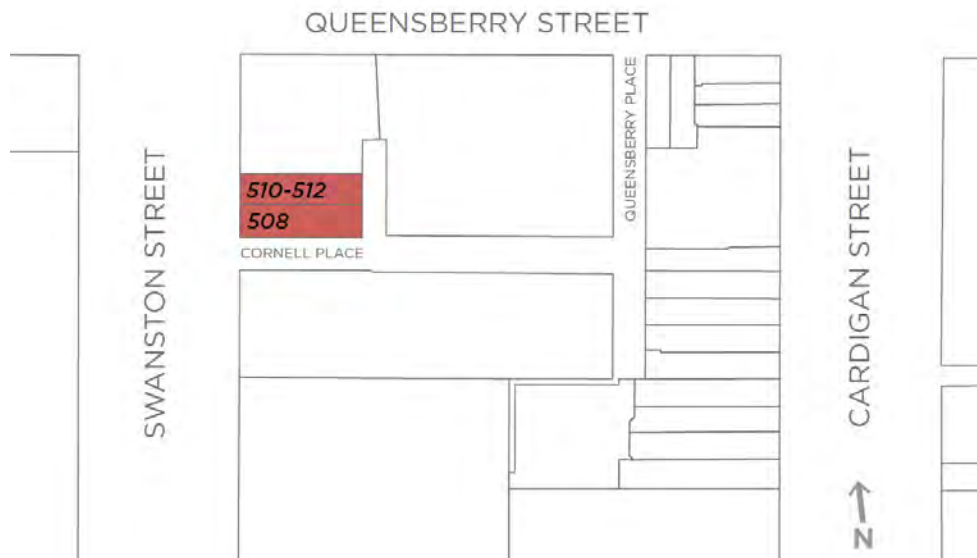 QUEENSBERRY STREET
SWANSTON STREET
510-512
508
CORNELL PLACE
QUEENSBERRY PLACE
CARDIGAN STREET
N